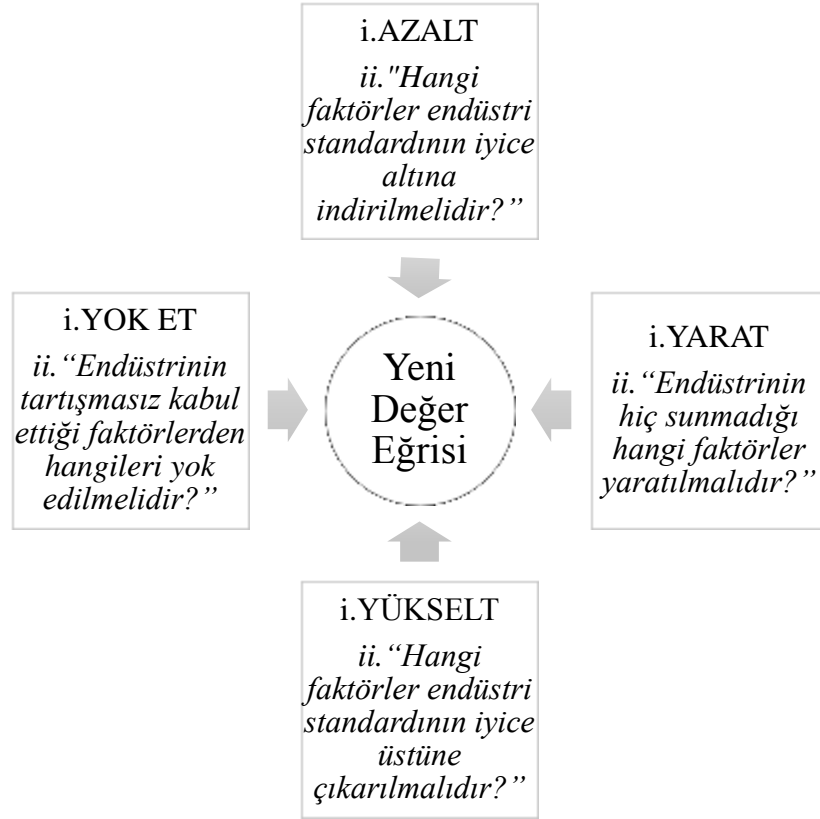 i.AZALT
ii."Hangi
faktörler endüstri
standardının iyice
altına
indirilmelidir?”
i.YOK ET
ii.“Endüstrinin
tartışmasız kabul
ettiği faktörlerden
hangileri yok
edilmelidir?”
Yeni
Değer
Eğrisi
i.YARAT
ii.“Endüstrinin
hiç sunmadığı
hangi faktörler
yaratılmalıdır?”
i.YÜKSELT
ii.“Hangi
faktörler endüstri
standardının iyice
üstüne
çıkarılmalıdır?”